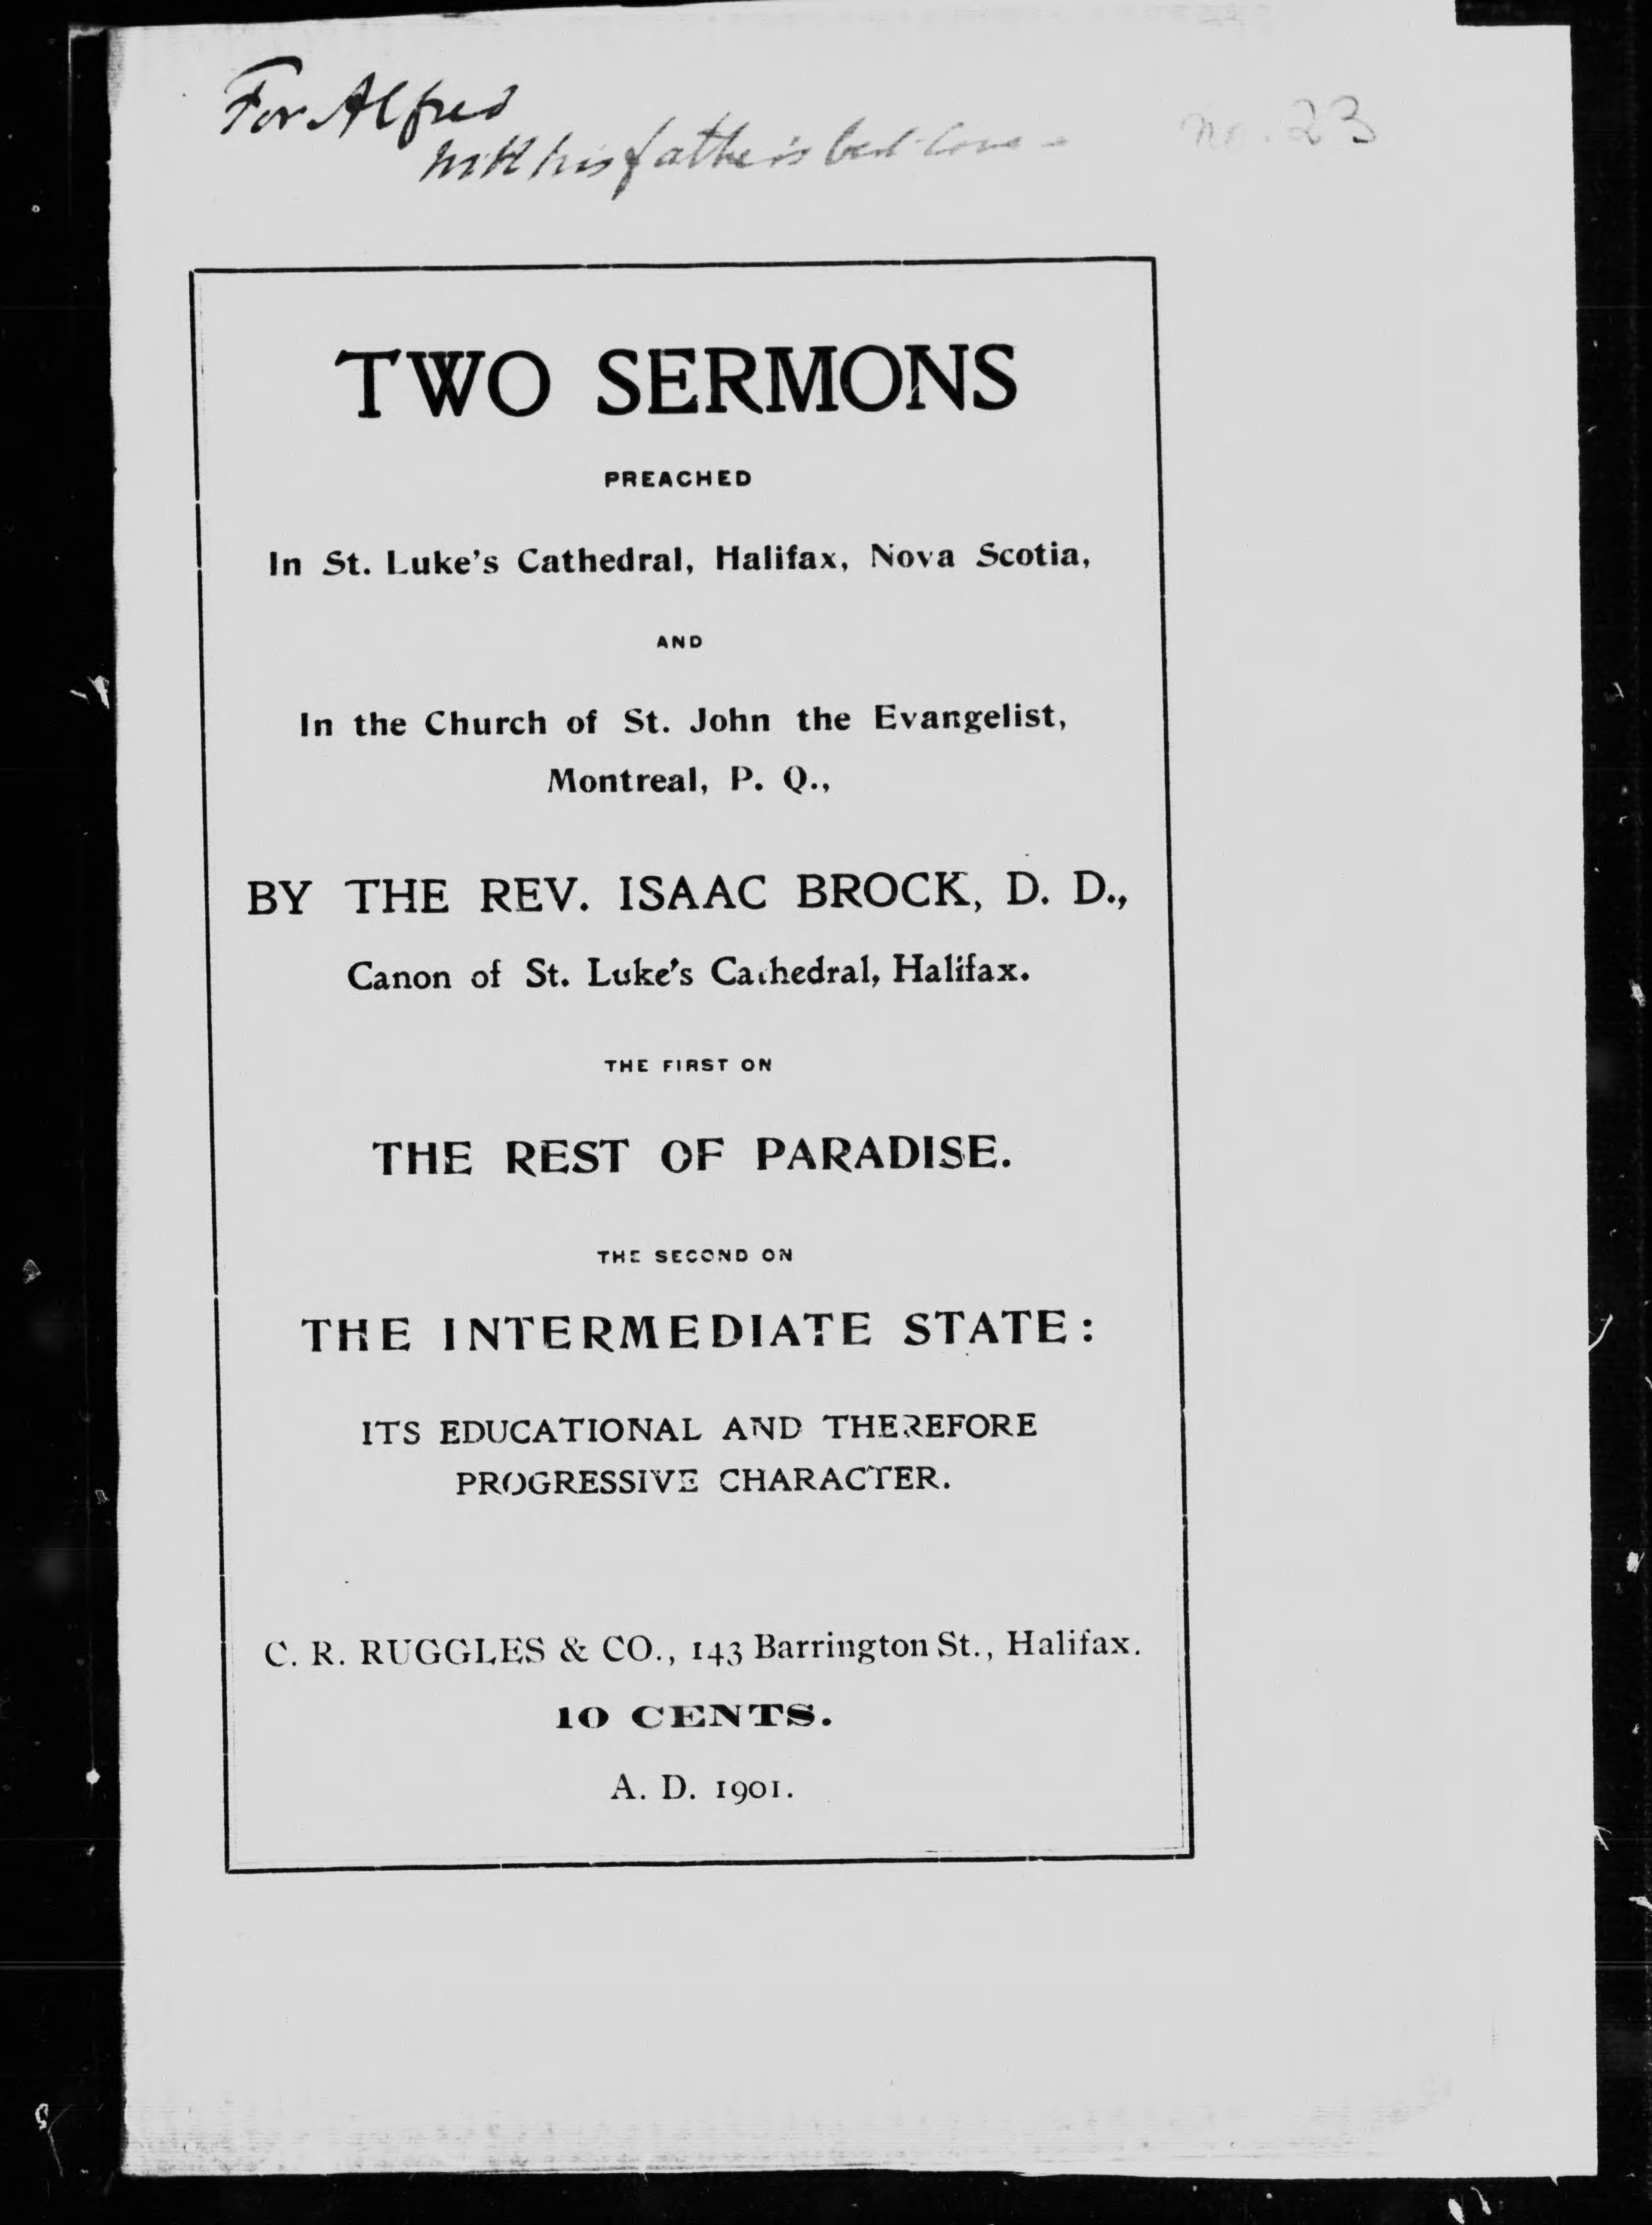 For Alfred
with his father's best love -
no. 23
TWO SERMONS
PREACHED
In St. Luke's Cathedral, Halifax, Nova Scotia,
AND
In the Church of St. John the Evangelist,
Montreal, P. Q.,
BY THE REV. ISAAC BROCK, D. D.,
Canon of St. Luke's Cathedral, Halifax.
THE FIRST ON
THE REST OF PARADISE.
THE SECOND ON
THE INTERMEDIATE STATE:
ITS EDUCATIONAL AND THEREFORE
PROGRESSIVE CHARACTER.
C. R. RUGGLES & CO., 143 Barrington St., Halifax.
10 CENTS.
A. D. 1901.